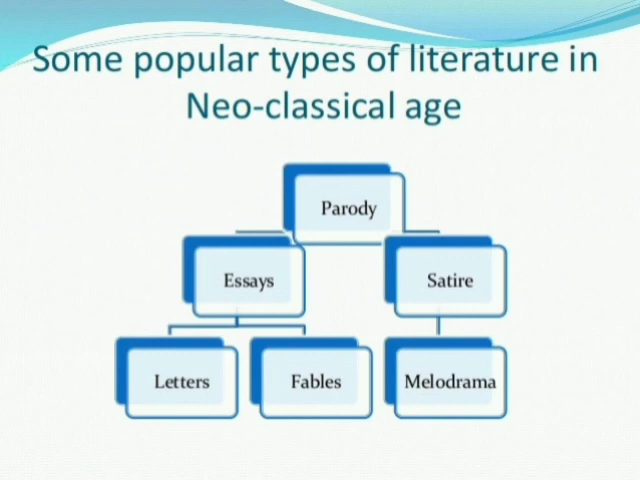 Some popular types of literature in
Neo-classical age
Parody
Essays
Satire
Letters
Fables
Melodrama